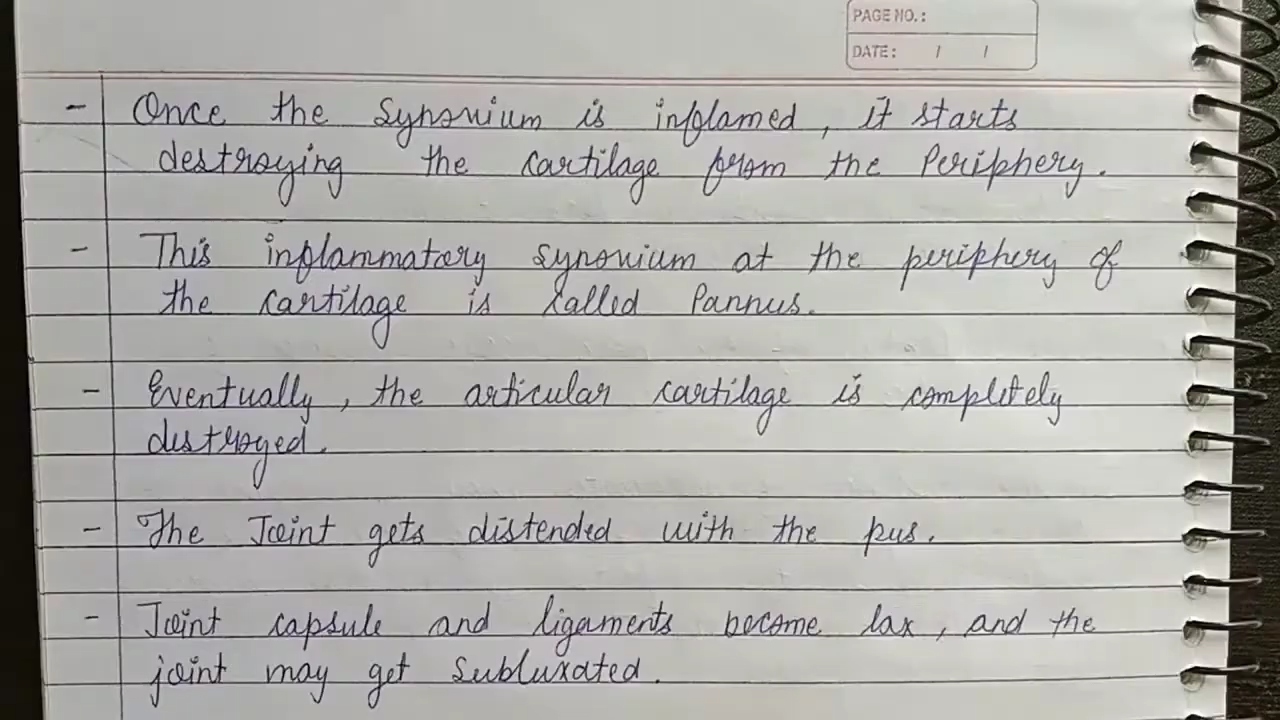 PAGE NO.:
DATE: / /
- Once the Synovium is inflamed, it starts
destroying the cartilage from the Periphery.
- This inflammatory synovium at the periphery of
the cartilage is called Pannus.
- Eventually, the articular cartilage is completely
destroyed.
- The Joint gets distended with the pus.
- Joint capsule and ligaments become lax, and the
joint may get Subluxated.